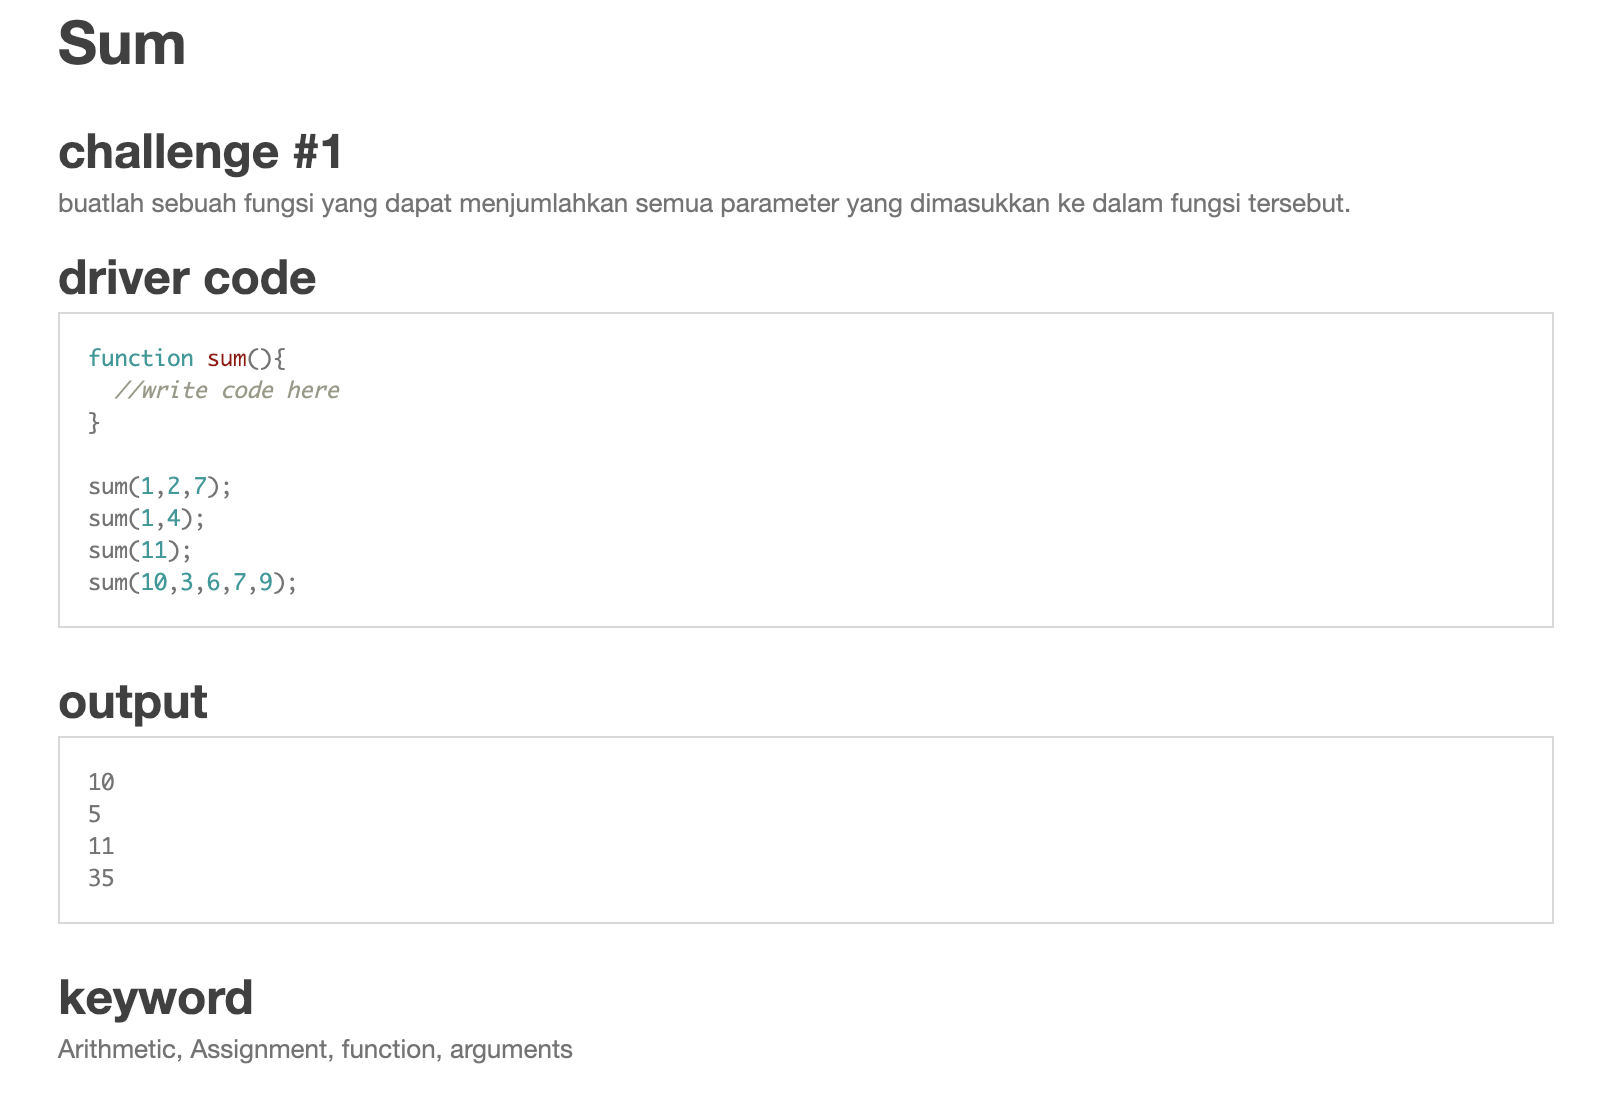 Sum
challenge #1
buatlah sebuah fungsi yang dapat menjumlahkan semua parameter yang dimasukkan ke dalam fungsi tersebut.
driver code
function sum(){
  //write code here
}
sum(1,2,7);
sum(1,4);
sum(11);
sum(10,3,6,7,9);
output
10
5
11
35
keyword
Arithmetic, Assignment, function, arguments